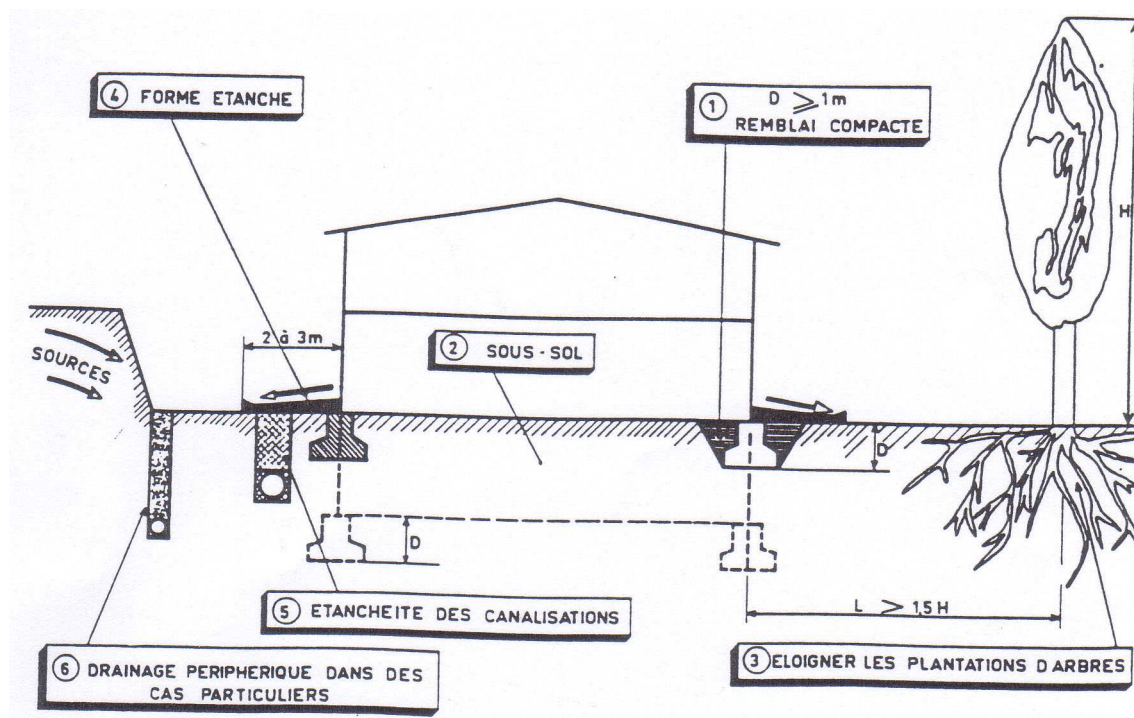 ④ FORME ETANCHE
① D ⩾ 1m
REMBLAI COMPACTE
H
2 à 3m
SOURCES
② SOUS-SOL
D
D
⑤ ETANCHEITE DES CANALISATIONS
L > 1,5 H
③ ELOIGNER LES PLANTATIONS D ARBRES
⑥ DRAINAGE PERIPHERIQUE DANS DES
CAS PARTICULIERS